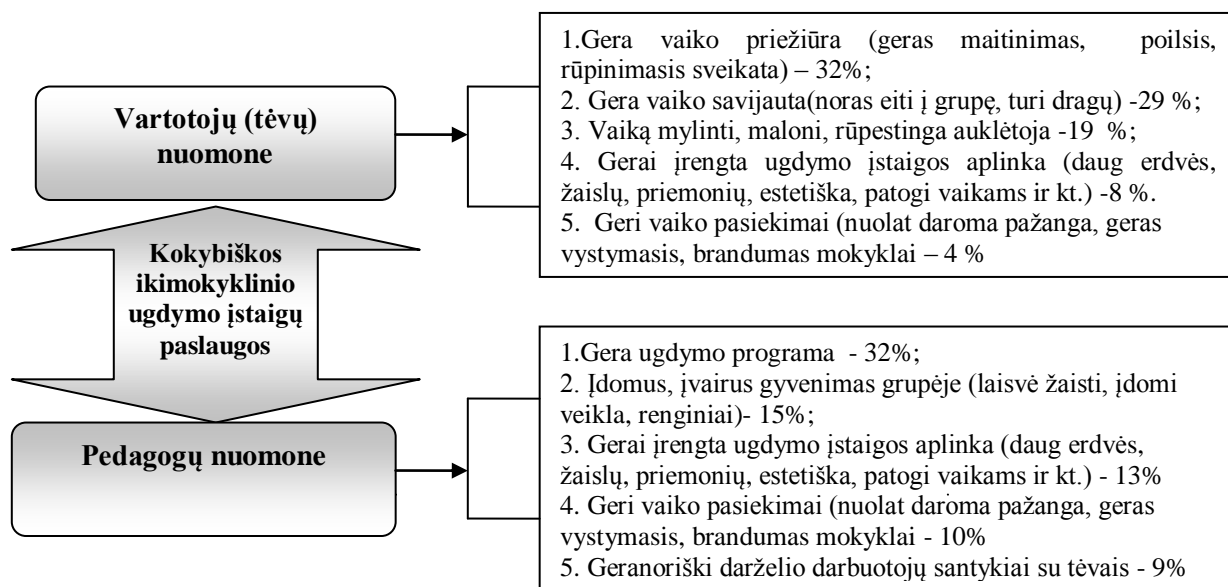 Vartotojų (tėvų)
nuomone
1.Gera vaiko priežiūra (geras maitinimas, poilsis,
rūpinimasis sveikata) – 32%;
2. Gera vaiko savijauta(noras eiti į grupę, turi dragų) -29 %;
3. Vaiką mylinti, maloni, rūpestinga auklėtoja -19 %;
4. Gerai įrengta ugdymo įstaigos aplinka (daug erdvės,
žaislų, priemonių, estetiška, patogi vaikams ir kt.) -8 %.
5. Geri vaiko pasiekimai (nuolat daroma pažanga, geras
vystymasis, brandumas mokyklai – 4 %
Kokybiškos
ikimokyklinio
ugdymo įstaigų
paslaugos
Pedagogų nuomone
1.Gera ugdymo programa - 32%;
2. Įdomus, įvairus gyvenimas grupėje (laisvė žaisti, įdomi
veikla, renginiai)- 15%;
3. Gerai įrengta ugdymo įstaigos aplinka (daug erdvės,
žaislų, priemonių, estetiška, patogi vaikams ir kt.) - 13%
4. Geri vaiko pasiekimai (nuolat daroma pažanga, geras
vystymasis, brandumas mokyklai - 10%
5. Geranoriški darželio darbuotojų santykiai su tėvais - 9%